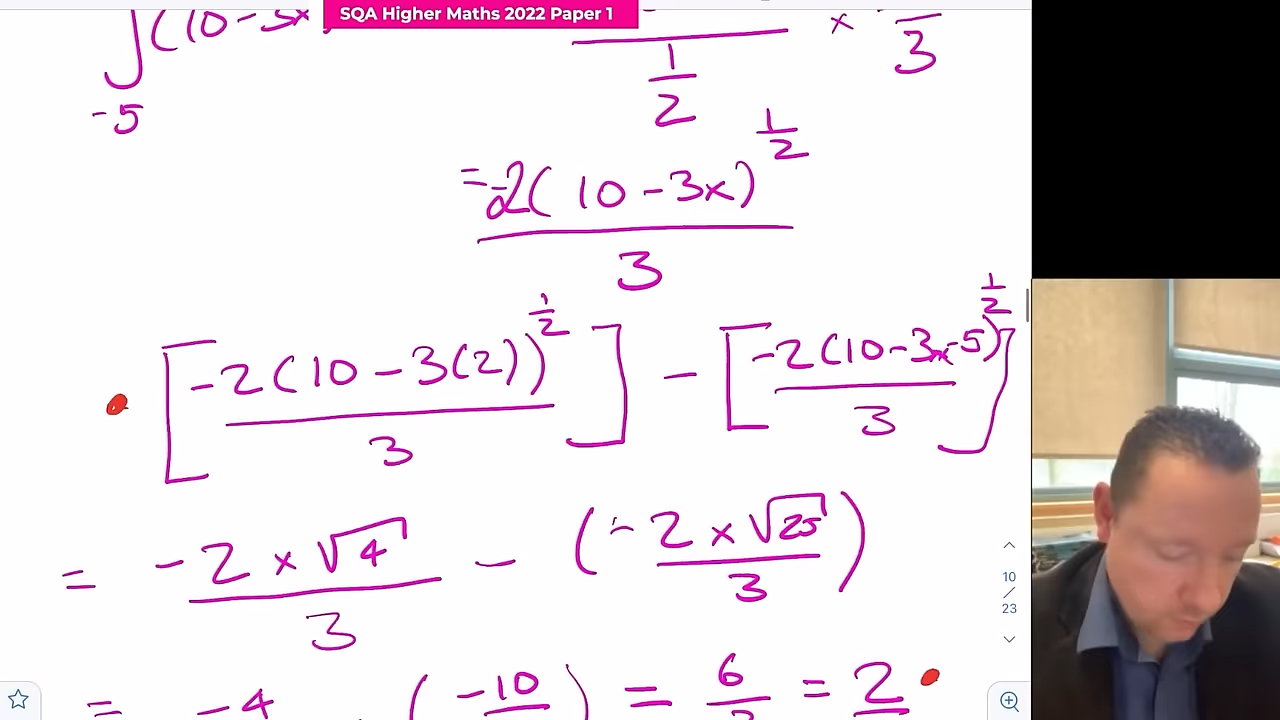 SQA Higher Maths 2022 Paper 1
∫ (10 - 3x
-5
1/2 × /3
= -2(10 - 3x)^1/2 / 3
[-2(10 - 3(2))^1/2 / 3] - [-2(10 - 3x-5)^1/2 / 3]
= -2 × √4 / 3 - (-2 × √25 / 3)
= -4 (-10 ) = 6 = 2
10
/
23